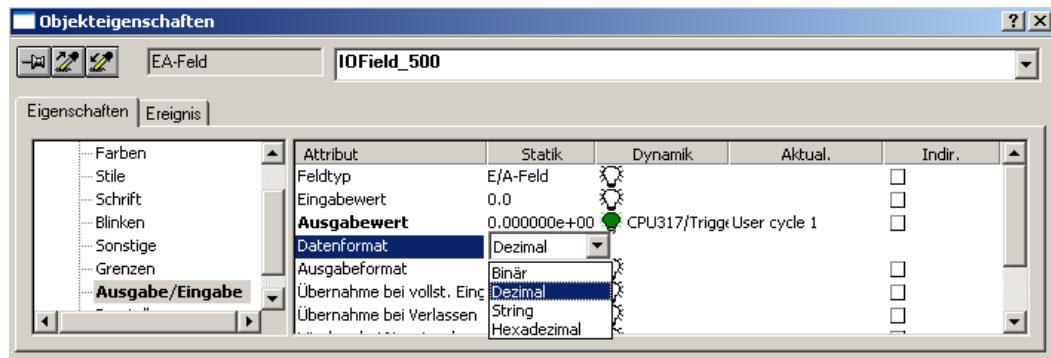 Objekteigenschaften
EA-Feld IOField_500
Eigenschaften Ereignis
Farben
Stile
Schrift
Blinken
Sonstige
Grenzen
Ausgabe/Eingabe
Attribut Statik Dynamik Aktual. Indir.
Feldtyp E/A-Feld
Eingabewert 0.0
Ausgabewert 0.000000e+00 CPU317/Trigge User cycle 1
Datenformat Dezimal
Ausgabeformat
Übernahme bei vollst. Eing
Übernahme bei Verlassen
Binär
Dezimal
String
Hexadezimal